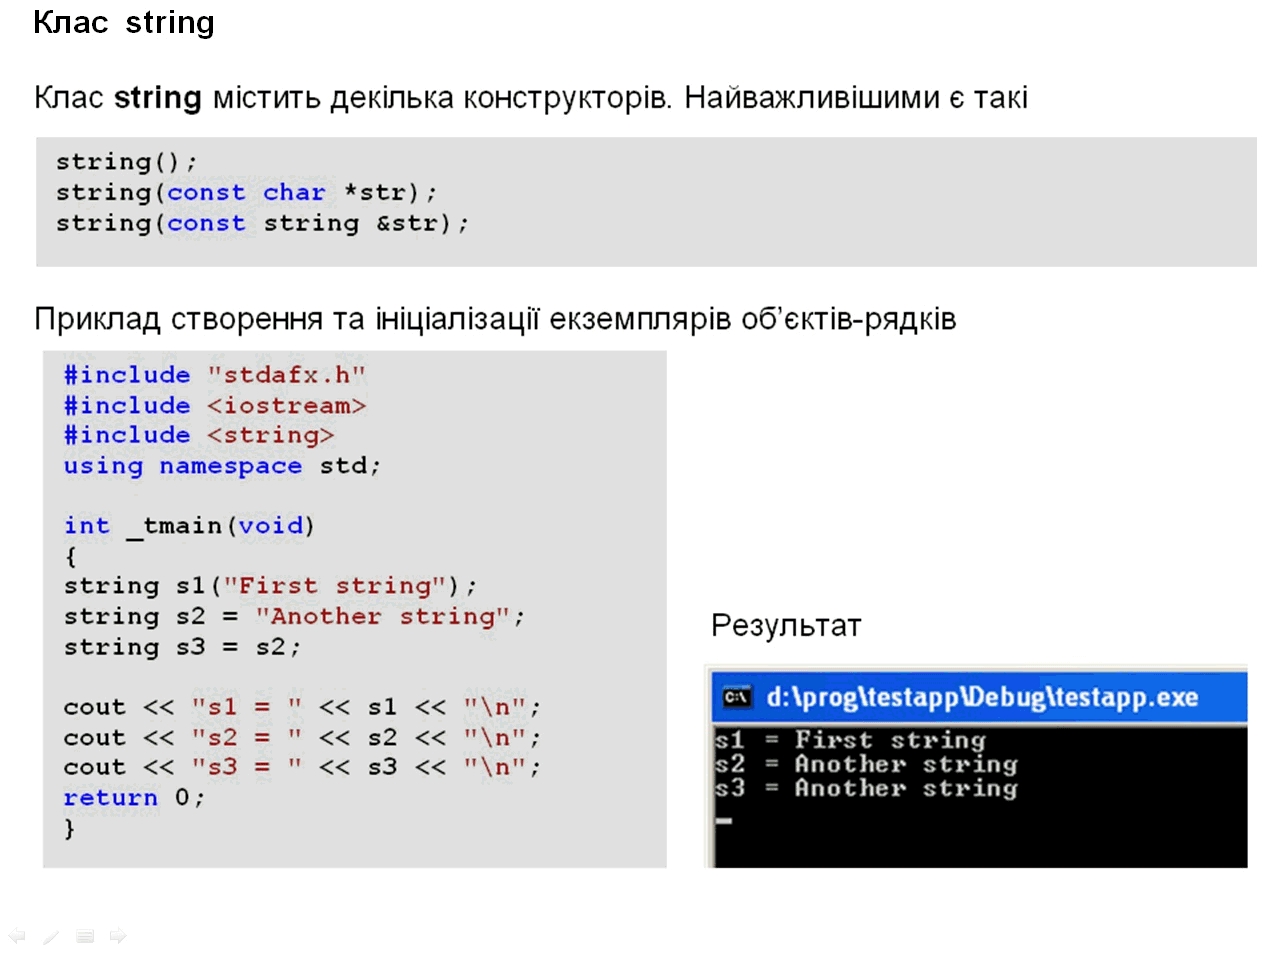 Клас string
Клас string містить декілька конструкторів. Найважливішими є такі
string();
string(const char *str);
string(const string &str);
Приклад створення та ініціалізації екземплярів об’єктів-рядків
#include "stdafx.h"
#include <iostream>
#include <string>
using namespace std;
int _tmain(void)
{
string s1("First string");
string s2 = "Another string";
string s3 = s2;
cout << "s1 = " << s1 << "\n";
cout << "s2 = " << s2 << "\n";
cout << "s3 = " << s3 << "\n";
return 0;
}
Результат
C:\ d:\prog\testapp\Debug\testapp.exe
s1 = First string
s2 = Another string
s3 = Another string